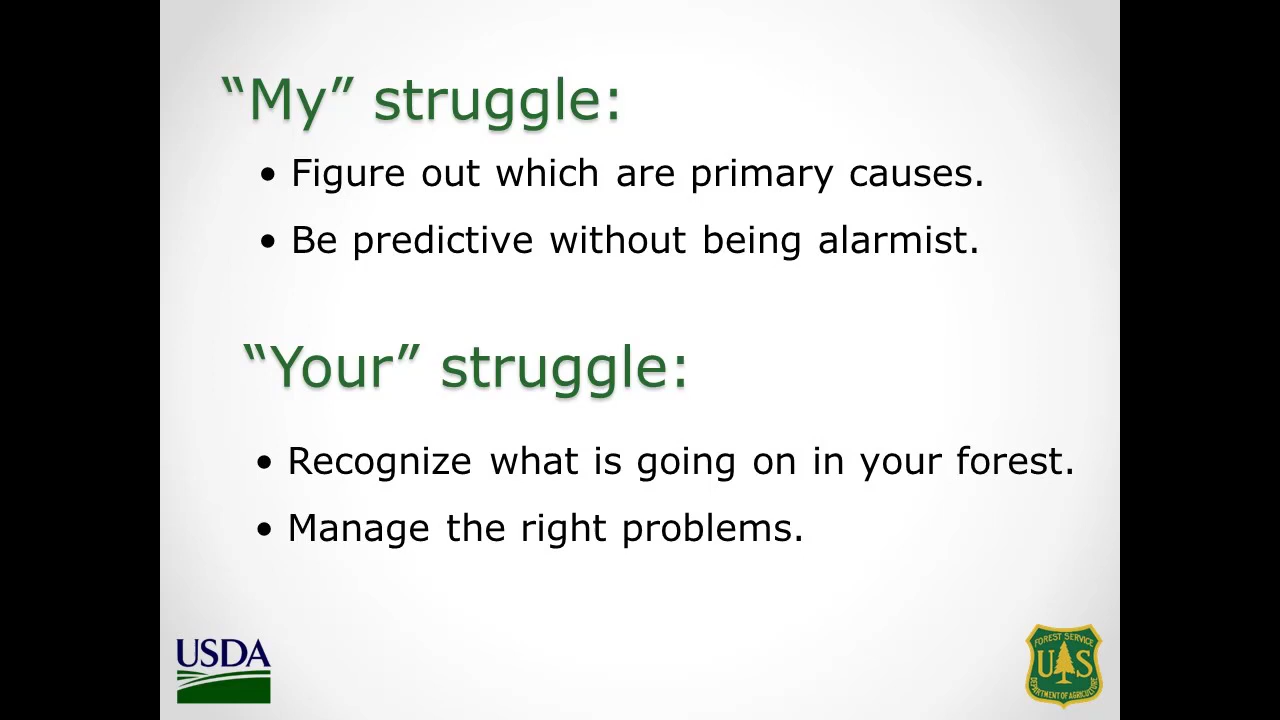 “My” struggle:
• Figure out which are primary causes.
• Be predictive without being alarmist.
“Your” struggle:
• Recognize what is going on in your forest.
• Manage the right problems.
USDA
FOREST SERVICE
U S
DEPARTMENT OF AGRICULTURE